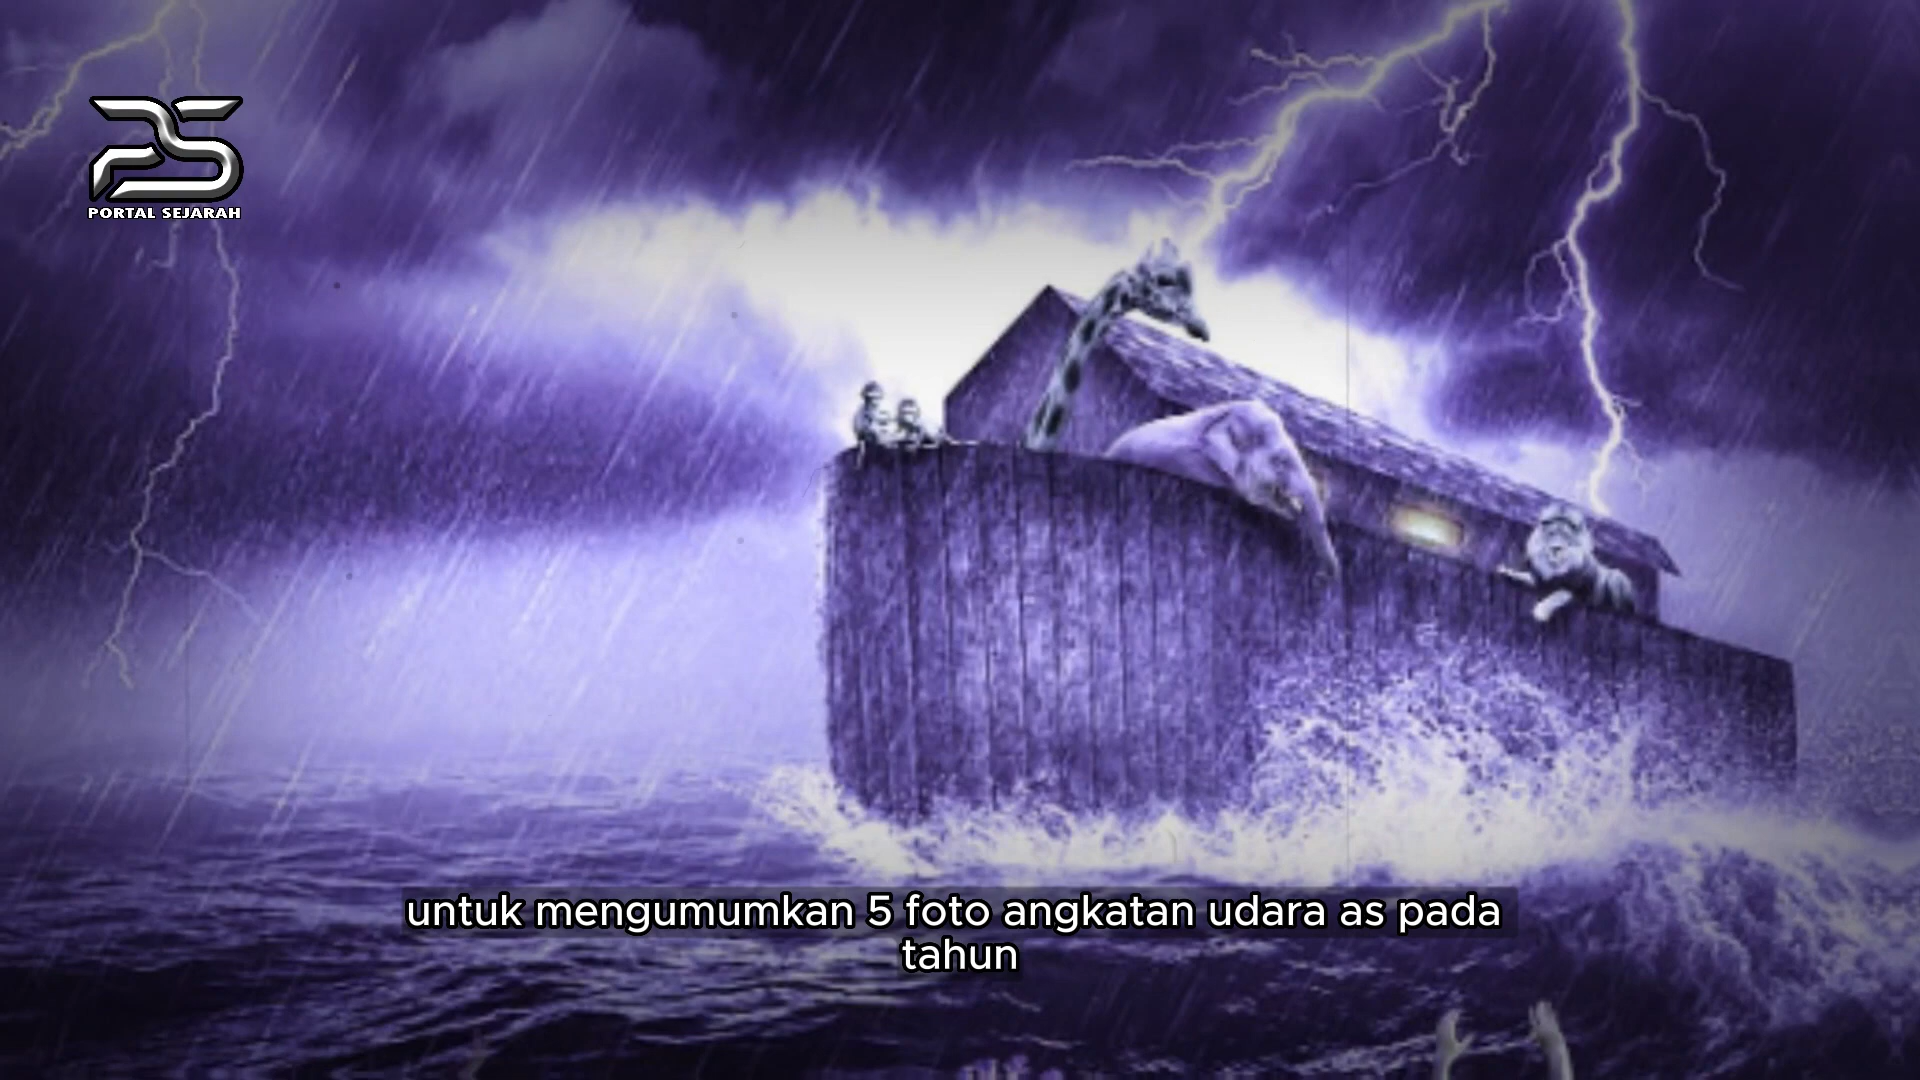 PORTAL SEJARAH
untuk mengumumkan 5 foto angkatan udara as pada
tahun